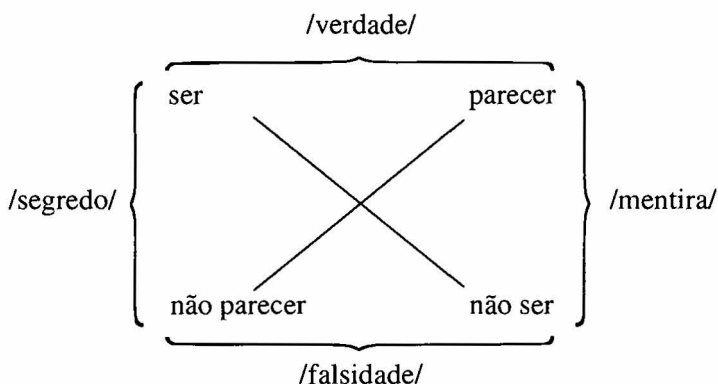 /verdade/
ser parecer
/segredo/ /mentira/
não parecer não ser
/falsidade/